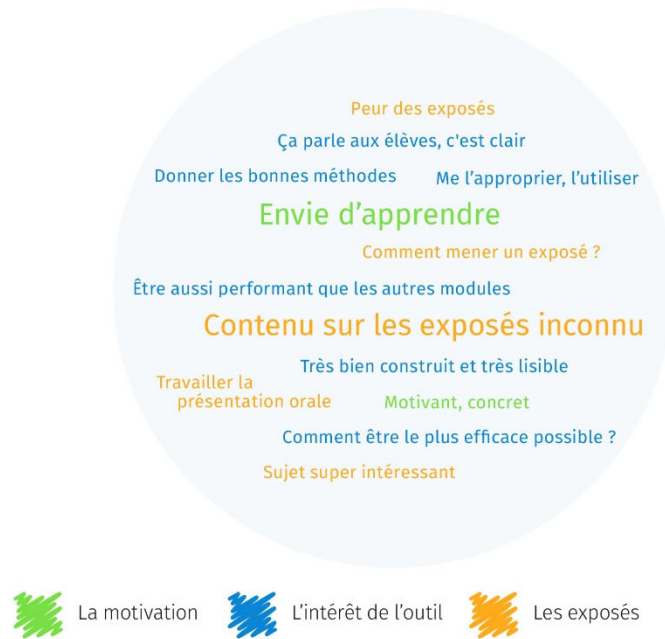 Peur des exposés
Ça parle aux élèves, c'est clair
Donner les bonnes méthodes
Me l’approprier, l’utiliser
Envie d’apprendre
Comment mener un exposé ?
Être aussi performant que les autres modules
Contenu sur les exposés inconnu
Très bien construit et très lisible
Travailler la
présentation orale
Motivant, concret
Comment être le plus efficace possible ?
Sujet super intéressant
La motivation
L’intérêt de l’outil
Les exposés